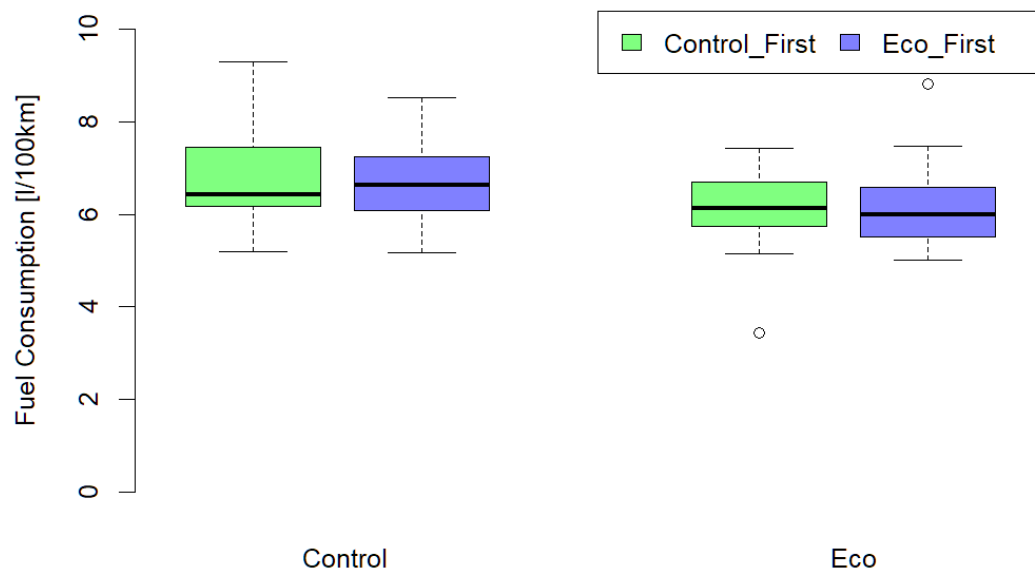 Fuel Consumption [l/100km]
10
8
6
4
2
0
Control_First Eco_First
Control Eco